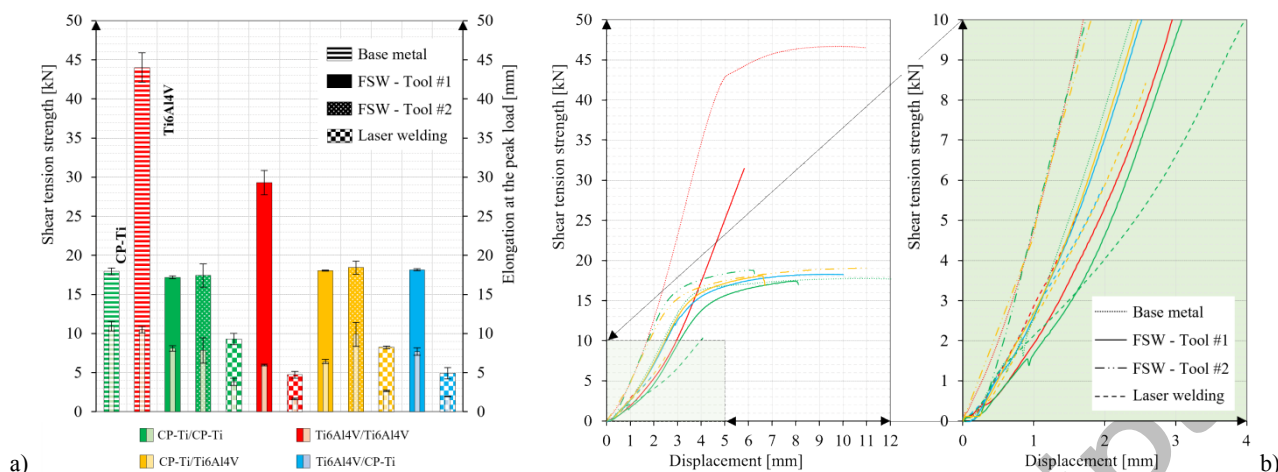 50
45
40
35
30
25
20
15
10
5
0
Shear tension strength [kN]
CP-Ti
Ti6Al4V
Base metal
FSW - Tool #1
FSW - Tool #2
Laser welding
50
45
40
35
30
25
20
15
10
5
0
Elongation at the peak load [mm]
CP-Ti/CP-Ti
Ti6Al4V/Ti6Al4V
CP-Ti/Ti6Al4V
Ti6Al4V/CP-Ti
a)
50
45
40
35
30
25
20
15
10
5
0
Shear tension strength [kN]
0 1 2 3 4 5 6 7 8 9 10 11 12
Displacement [mm]
10
9
8
7
6
5
4
3
2
1
0
Shear tension strength [kN]
Base metal
FSW - Tool #1
FSW - Tool #2
Laser welding
0 1 2 3 4
Displacement [mm]
b)